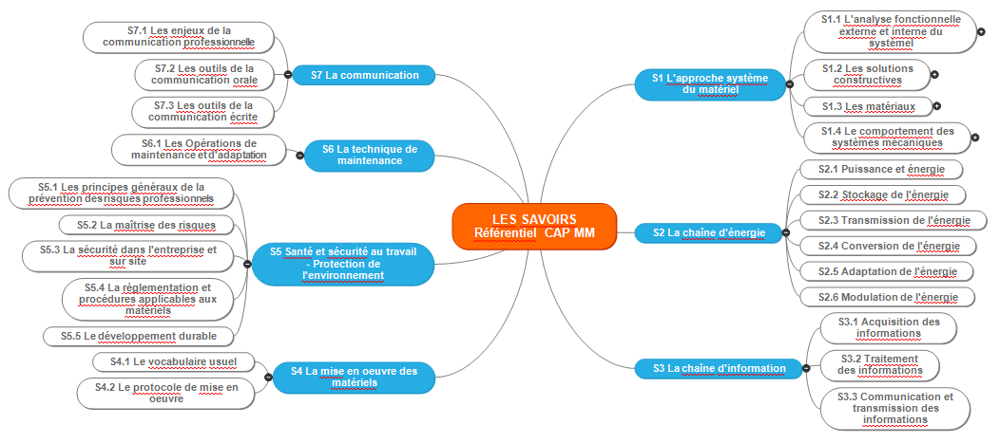 LES SAVOIRS
Référentiel CAP MM
S1 L'approche système
du matériel
S1.1 L'analyse fonctionnelle
externe et interne du
systèmel
S1.2 Les solutions
constructives
S1.3 Les matériaux
S1.4 Le comportement des
systèmes mécaniques
S2 La chaîne d'énergie
S2.1 Puissance et énergie
S2.2 Stockage de l'énergie
S2.3 Transmission de l'énergie
S2.4 Conversion de l'énergie
S2.5 Adaptation de l'énergie
S2.6 Modulation de l'énergie
S3 La chaîne d'information
S3.1 Acquisition des
informations
S3.2 Traitement
des informations
S3.3 Communication et
transmission des
informations
S4 La mise en oeuvre des
matériels
S4.1 Le vocabulaire usuel
S4.2 Le protocole de mise en
oeuvre
S5 Santé et sécurité au travail
- Protection de
l'environnement
S5.1 Les principes généraux de la
prévention des risques professionnels
S5.2 La maîtrise des risques
S5.3 La sécurité dans l'entreprise et
sur site
S5.4 La réglementation et
procédures applicables aux
matériels
S5.5 Le développement durable
S6 La technique de
maintenance
S6.1 Les Opérations de
maintenance et d'adaptation
S7 La communication
S7.1 Les enjeux de la
communication professionnelle
S7.2 Les outils de la
communication orale
S7.3 Les outils de la
communication écrite